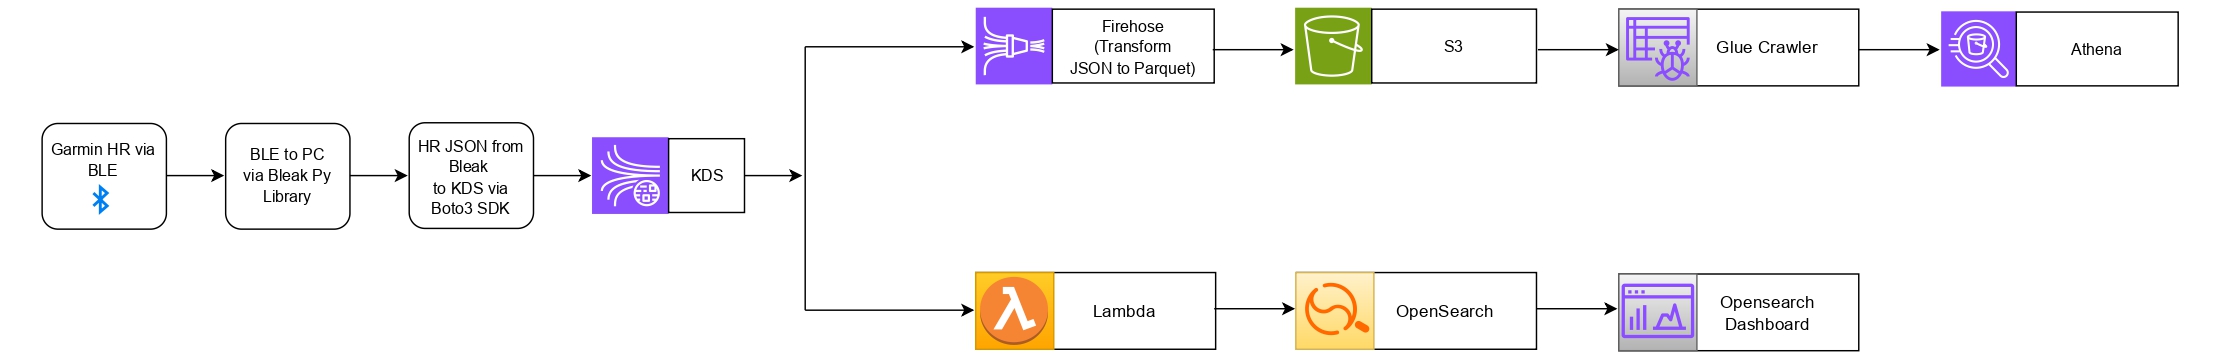 Garmin HR via
BLE
BLE to PC
via Bleak Py
Library
HR JSON from
Bleak
to KDS via
Boto3 SDK
KDS
Firehose
(Transform
JSON to Parquet)
S3
Glue Crawler
Athena
Lambda
OpenSearch
Opensearch
Dashboard